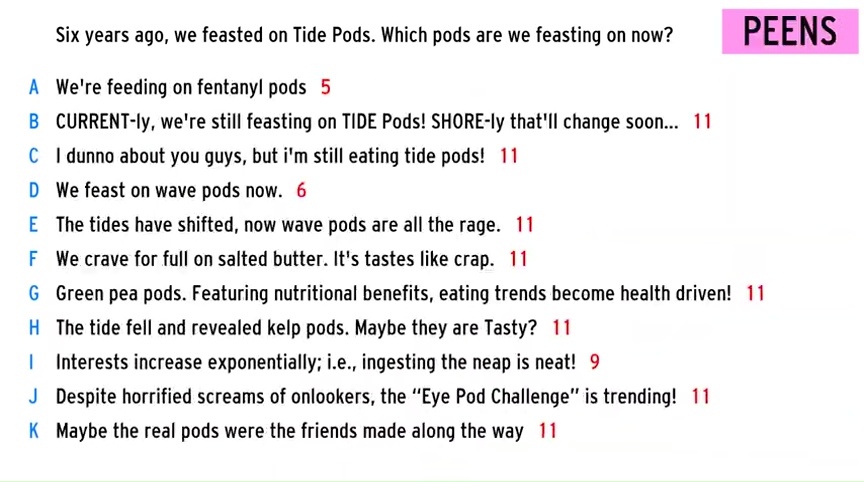 Six years ago, we feasted on Tide Pods. Which pods are we feasting on now?
PEENS
A We're feeding on fentanyl pods 5
B CURRENT-ly, we're still feasting on TIDE Pods! SHORE-ly that'll change soon... 11
C I dunno about you guys, but i'm still eating tide pods! 11
D We feast on wave pods now. 6
E The tides have shifted, now wave pods are all the rage. 11
F We crave for full on salted butter. It's tastes like crap. 11
G Green pea pods. Featuring nutritional benefits, eating trends become health driven! 11
H The tide fell and revealed kelp pods. Maybe they are Tasty? 11
I Interests increase exponentially; i.e., ingesting the neap is neat! 9
J Despite horrified screams of onlookers, the “Eye Pod Challenge” is trending! 11
K Maybe the real pods were the friends made along the way 11